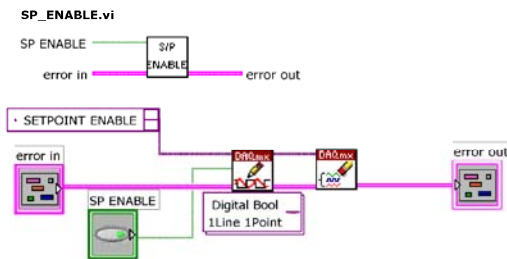 SP_ENABLE.vi
SP ENABLE
S/P
ENABLE
error in
error out
SETPOINT ENABLE
error in
DAQmx
DAQmx
error out
SP ENABLE
Digital Bool
1Line 1Point